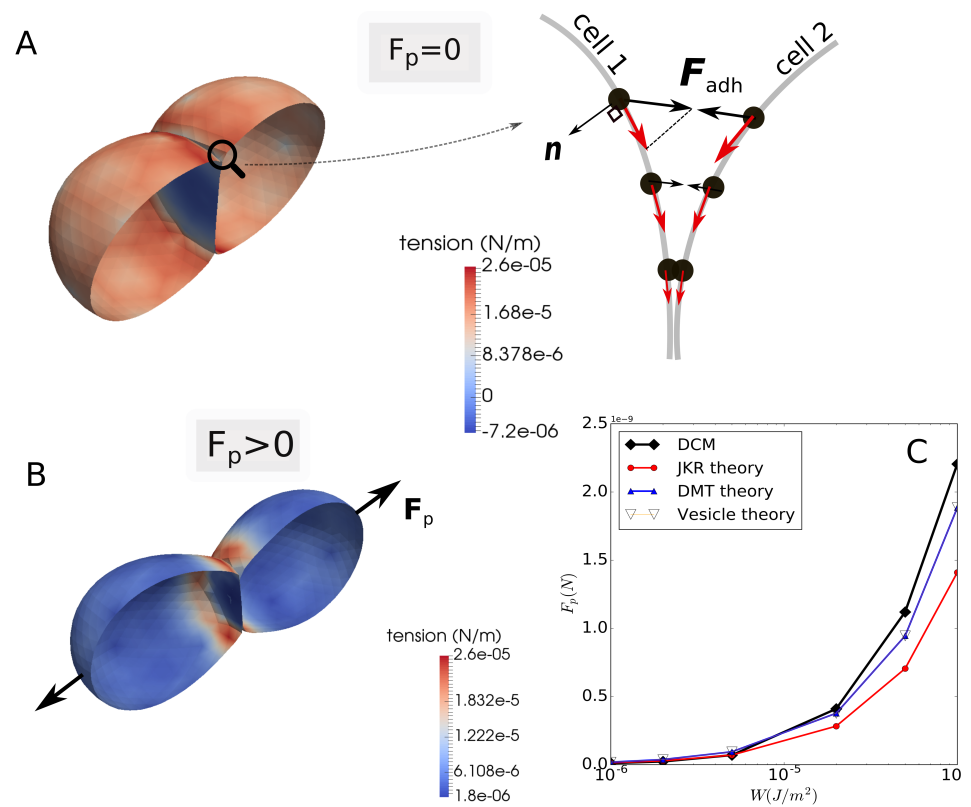 A
Fp=0
cell 1
cell 2
Fadh
n
tension (N/m)
2.6e-05
1.68e-5
8.378e-6
0
-7.2e-06
B
Fp>0
Fp
tension (N/m)
2.6e-05
1.832e-5
1.222e-5
6.108e-6
1.8e-06
C
1e-9
2.5
2.0
1.5
1.0
0.5
0.0
Fp(N)
DCM
JKR theory
DMT theory
Vesicle theory
10^-6
10^-5
10
W(J/m²)